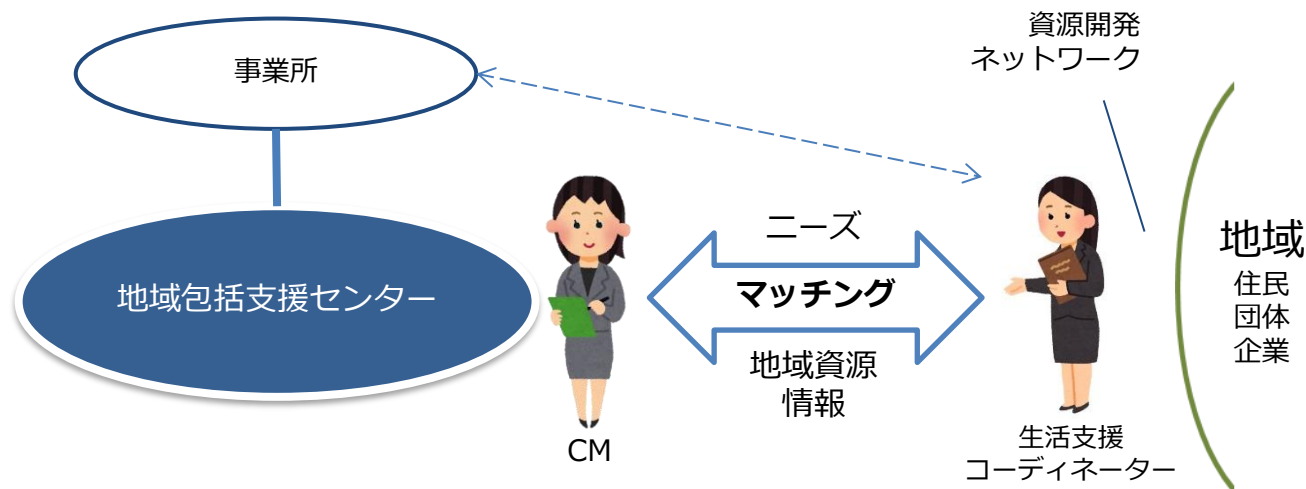 事業所
資源開発
ネットワーク
地域包括支援センター
ニーズ
マッチング
地域資源
情報
CM
生活支援
コーディネーター
地域
住民
団体
企業